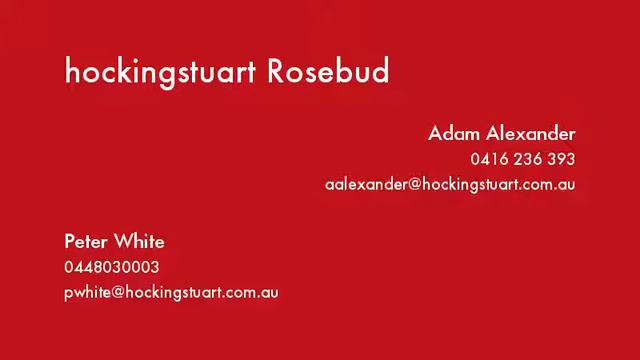 hockingstuart Rosebud
Adam Alexander
0416 236 393
aalexander@hockingstuart.com.au
Peter White
0448030003
pwhite@hockingstuart.com.au